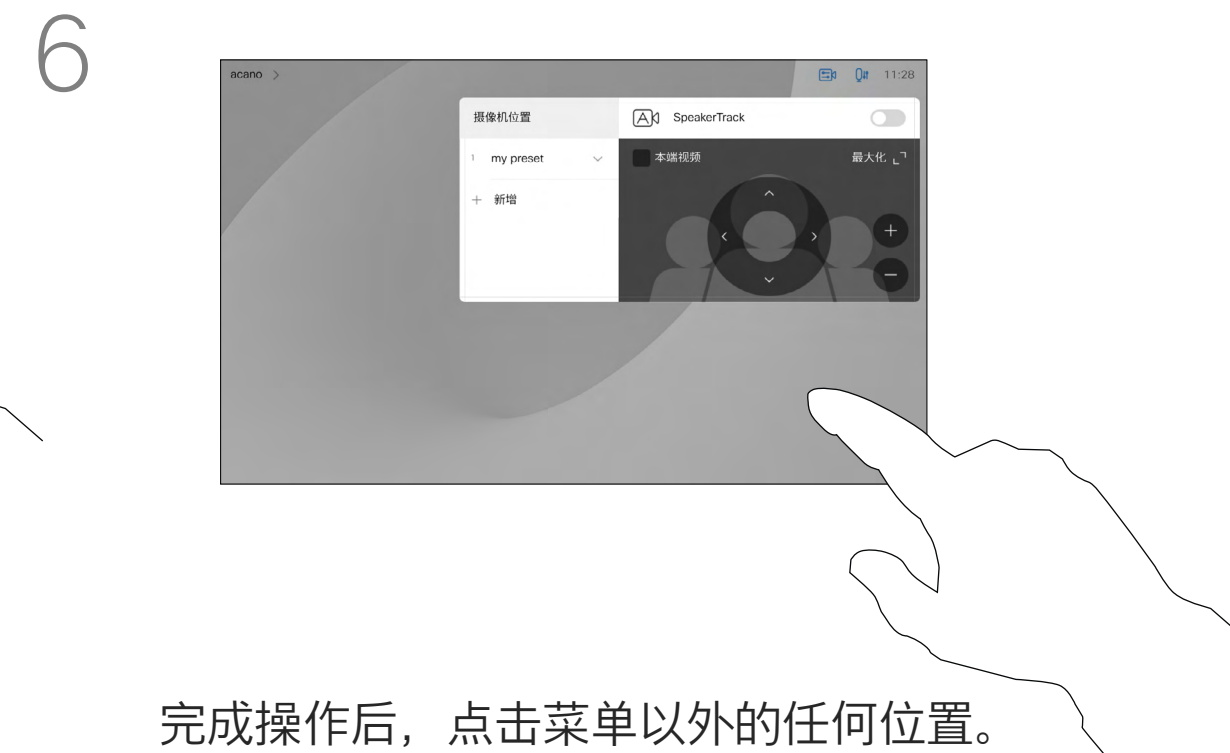 6
acano >
11:28
摄像机位置
SpeakerTrack
1 my preset
本端视频
最大化
+ 新增
完成操作后，点击菜单以外的任何位置。